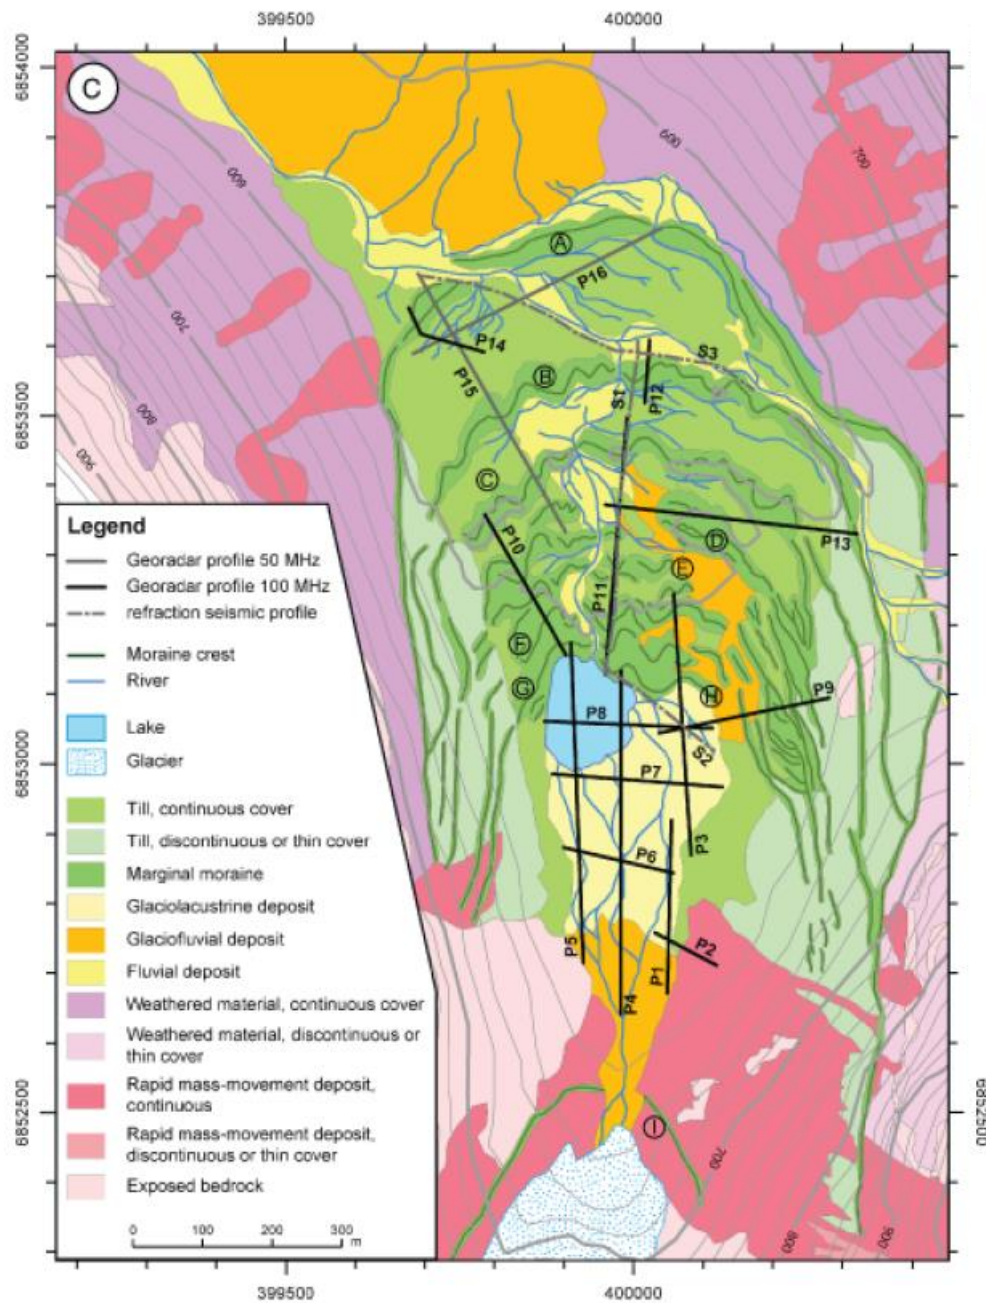 399500
400000
6854000
C
600
700
600
A
P16
700
P14
S3
P15
B
S1
P12
6853500
800
900
C
P10
D
P13
E
P11
F
G
H
P9
P8
S2
6853000
P7
P3
P6
P2
P5
P1
P4
6852500
6852500
I
700
800
900
Legend
Georadar profile 50 MHz
Georadar profile 100 MHz
refraction seismic profile
Moraine crest
River
Lake
Glacier
Till, continuous cover
Till, discontinuous or thin cover
Marginal moraine
Glaciolacustrine deposit
Glaciofluvial deposit
Fluvial deposit
Weathered material, continuous cover
Weathered material, discontinuous or
thin cover
Rapid mass-movement deposit,
continuous
Rapid mass-movement deposit,
discontinuous or thin cover
Exposed bedrock
0 100 200 300
m
399500
400000